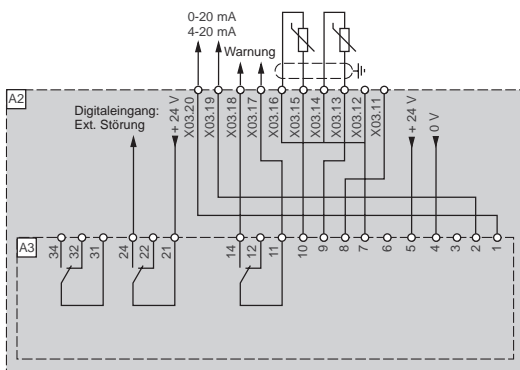 0-20 mA
4-20 mA
Warnung
A2
Digitaleingang:
Ext. Störung
+ 24 V
X03.20
X03.19
X03.18
X03.17
X03.16
X03.15
X03.14
X03.13
X03.12
X03.11
+ 24 V
0 V
A3
34
32
31
24
22
21
14
12
11
10
9
8
7
6
5
4
3
2
1